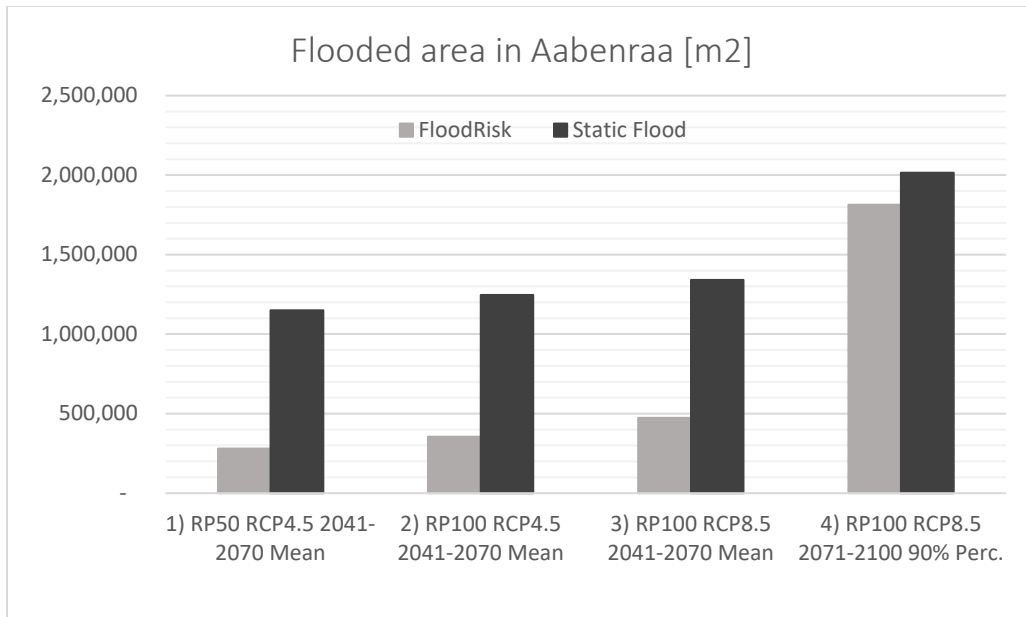 Flooded area in Aabenraa [m2]
2,500,000
FloodRisk Static Flood
2,000,000
1,500,000
1,000,000
500,000
-
1) RP50 RCP4.5 2041-
2070 Mean
2) RP100 RCP4.5
2041-2070 Mean
3) RP100 RCP8.5
2041-2070 Mean
4) RP100 RCP8.5
2071-2100 90% Perc.